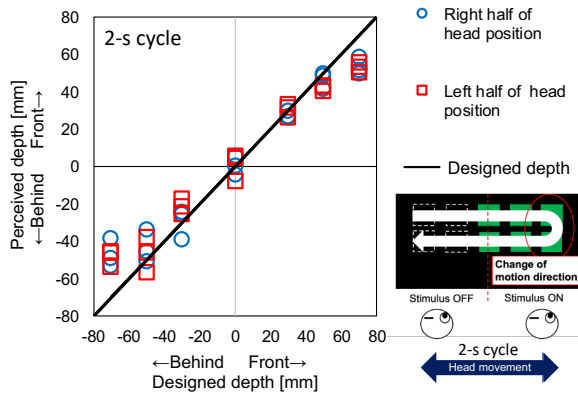 2-s cycle
Perceived depth [mm]
←Behind Front→
80
60
40
20
0
-20
-40
-60
-80
-80 -60 -40 -20 0 20 40 60 80
←Behind Front→
Designed depth [mm]
Right half of
head position
Left half of head
position
Designed depth
Change of
motion direction
Stimulus OFF Stimulus ON
2-s cycle
Head movement